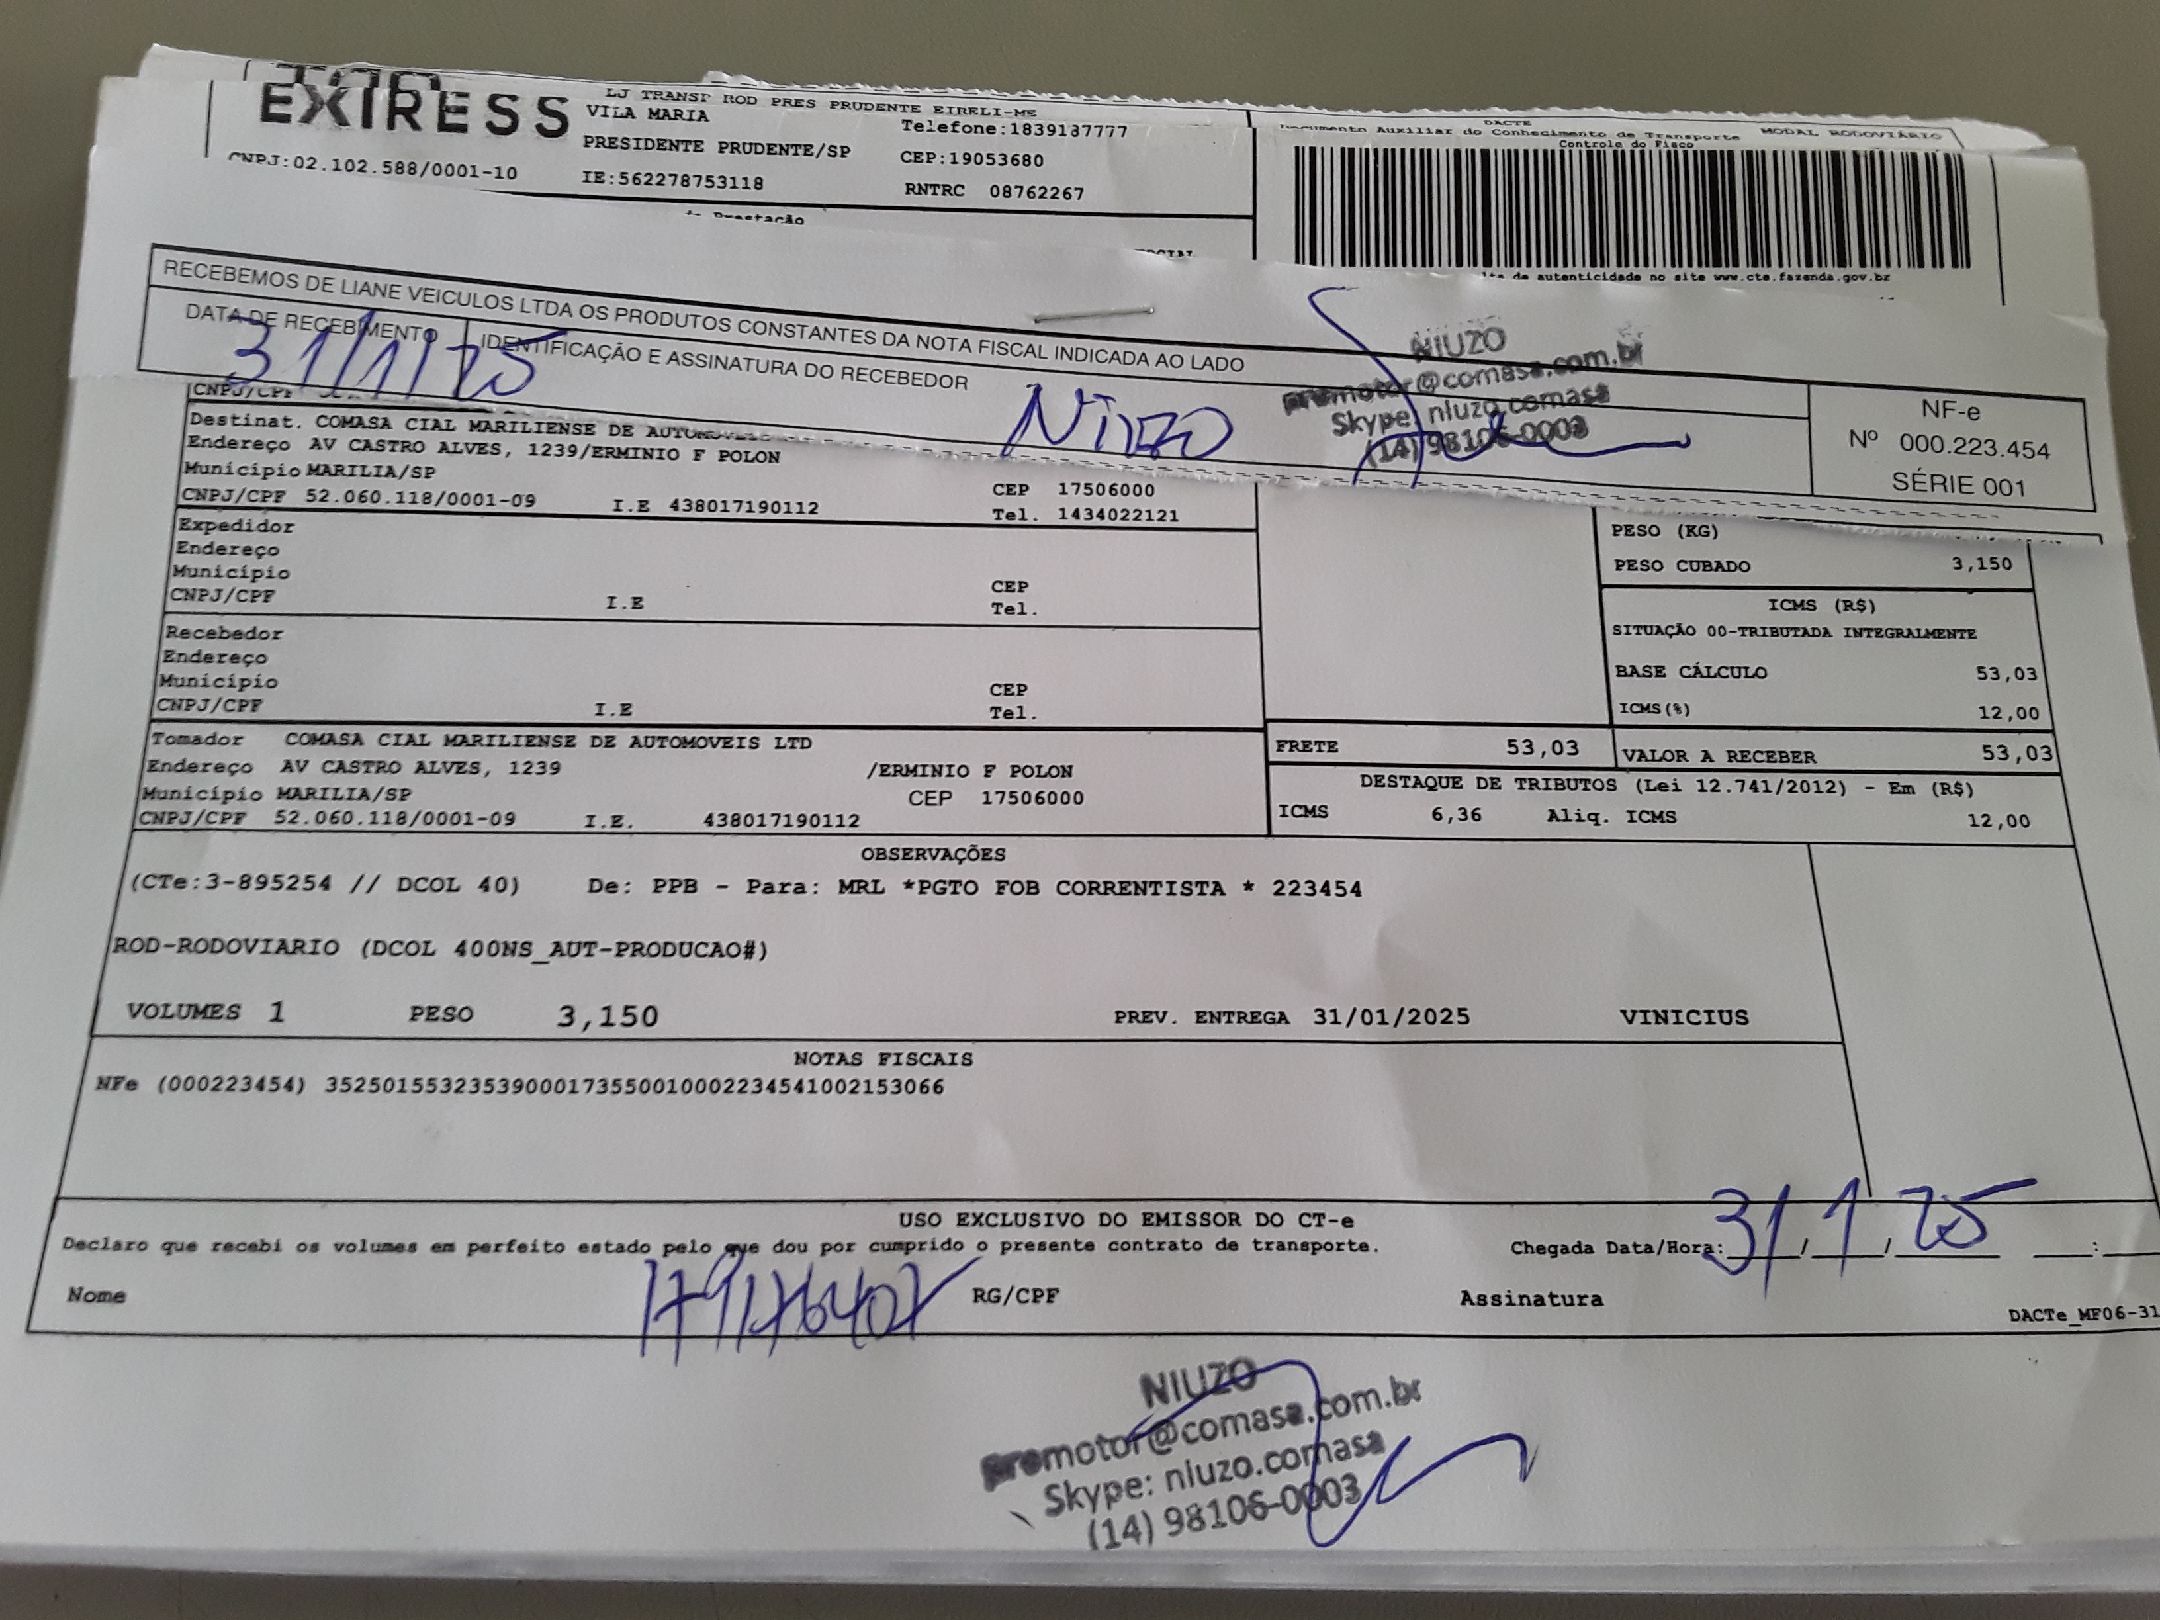 EXIRESS
LJ TRANSP ROD PRES PRUDENTE EIRELI-ME
VILA MARIA
Telefone:1839137777
PRESIDENTE PRUDENTE/SP
CEP:19053680
CNPJ:02.102.588/0001-10
IE:562278753118
RNTRC 08762267
DACTE
Documento Auxiliar do Conhecimento de Transporte MODAL RODOVIÁRIO
Controle do Fisco
de autenticidade no site www.cte.fazenda.gov.br
Prestação
RECEBEMOS DE LIANE VEICULOS LTDA OS PRODUTOS CONSTANTES DA NOTA FISCAL INDICADA AO LADO
DATA DE RECEBIMENTO
IDENTIFICAÇÃO E ASSINATURA DO RECEBEDOR
31/1/25
Niuzo
NIUZO
promotor@comasa.com.br
Skype: niuzo.comasa
(14) 98106-0003
NF-e
Nº 000.223.454
SÉRIE 001
CNPJ/CPF
Destinat. COMASA CIAL MARILIENSE DE AUTOMOVEIS
Endereço AV CASTRO ALVES, 1239/ERMINIO F POLON
Município MARILIA/SP
CEP 17506000
CNPJ/CPF 52.060.118/0001-09 I.E 438017190112 Tel. 1434022121
Expedidor
Endereço
Município CEP
CNPJ/CPF I.E Tel.
Recebedor
Endereço
Município CEP
CNPJ/CPF I.E Tel.
PESO (KG)
PESO CUBADO 3,150
ICMS (R$)
SITUAÇÃO 00-TRIBUTADA INTEGRALMENTE
BASE CÁLCULO 53,03
ICMS(%) 12,00
Tomador COMASA CIAL MARILIENSE DE AUTOMOVEIS LTD
Endereço AV CASTRO ALVES, 1239 /ERMINIO F POLON
Município MARILIA/SP CEP 17506000
CNPJ/CPF 52.060.118/0001-09 I.E. 438017190112
FRETE 53,03 VALOR A RECEBER 53,03
DESTAQUE DE TRIBUTOS (Lei 12.741/2012) - Em (R$)
ICMS 6,36 Aliq. ICMS 12,00
OBSERVAÇÕES
(CTe:3-895254 // DCOL 40) De: PPB - Para: MRL *PGTO FOB CORRENTISTA * 223454
ROD-RODOVIARIO (DCOL 400NS_AUT-PRODUCAO#)
VOLUMES 1 PESO 3,150 PREV. ENTREGA 31/01/2025 VINICIUS
NOTAS FISCAIS
NFe (000223454) 35250155323539000173550010002234541002153066
USO EXCLUSIVO DO EMISSOR DO CT-e
Declaro que recebi os volumes em perfeito estado pelo que dou por cumprido o presente contrato de transporte.
Chegada Data/Hora: 31/1/25 :
Nome RG/CPF Assinatura
DACTe_MF06-31
NIUZO
promotor@comasa.com.br
Skype: niuzo.comasa
(14) 98106-0003